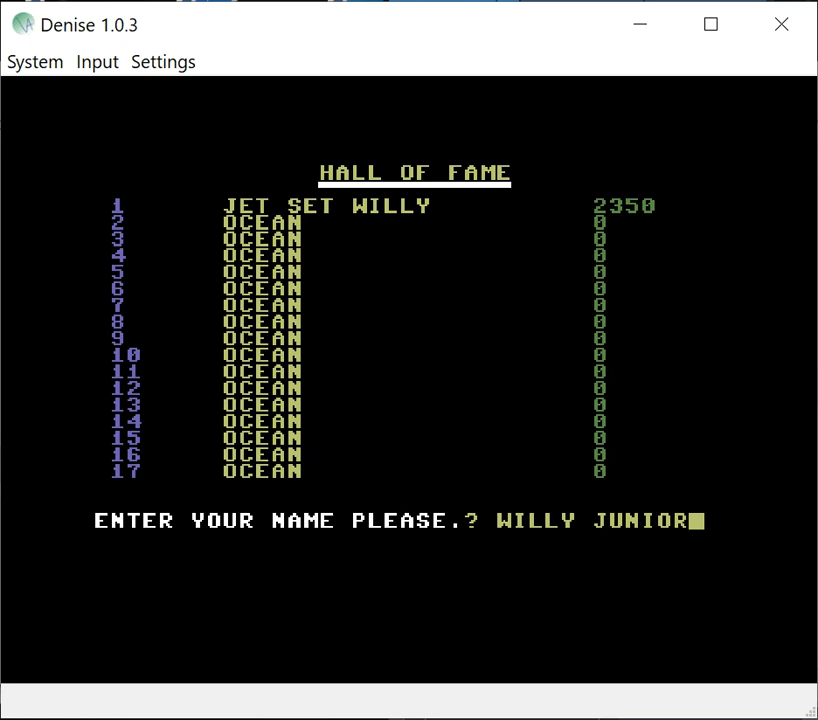 Denise 1.0.3
System Input Settings
HALL OF FAME
1 JET SET WILLY 2350
2 OCEAN 0
3 OCEAN 0
4 OCEAN 0
5 OCEAN 0
6 OCEAN 0
7 OCEAN 0
8 OCEAN 0
9 OCEAN 0
10 OCEAN 0
11 OCEAN 0
12 OCEAN 0
13 OCEAN 0
14 OCEAN 0
15 OCEAN 0
16 OCEAN 0
17 OCEAN 0
ENTER YOUR NAME PLEASE.? WILLY JUNIOR